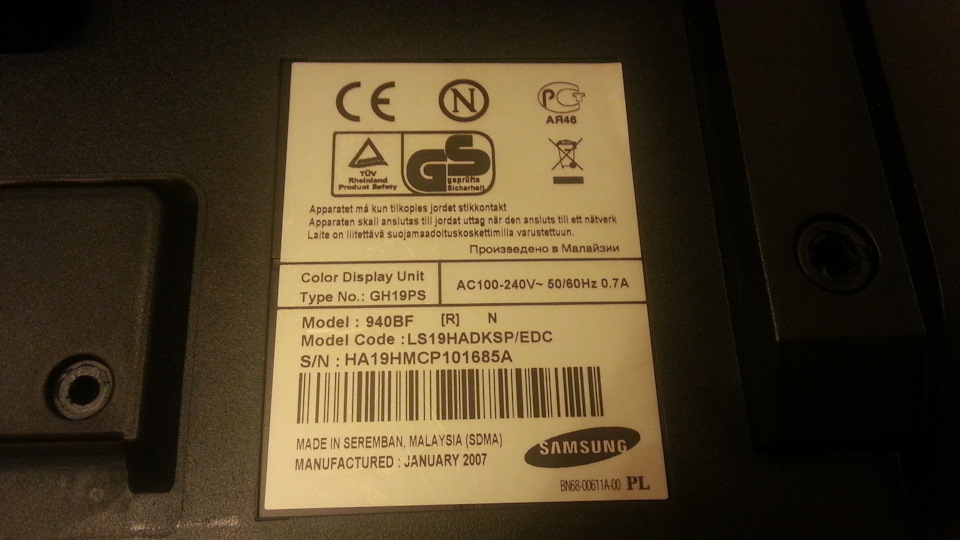 CE N PCT
AЯ46
TÜV
Rheinland
Product Safety
GS
geprüfte
Sicherheit
Apparatet må kun tilkoples jordet stikkontakt
Apparaten skall anslutas till jordat uttag når den ansluts till ett nätverk
Laite on liitettävä suojamaadoituskoskettimilla varustettuun.
Произведено в Малайзии
Color Display Unit
Type No.: GH19PS
AC100-240V~ 50/60Hz 0.7A
Model : 940BF [R] N
Model Code : LS19HADKSP/EDC
S/N : HA19HMCP101685A
MADE IN SEREMBAN, MALAYSIA (SDMA)
MANUFACTURED : JANUARY 2007
SAMSUNG
BN68-00611A-00 PL